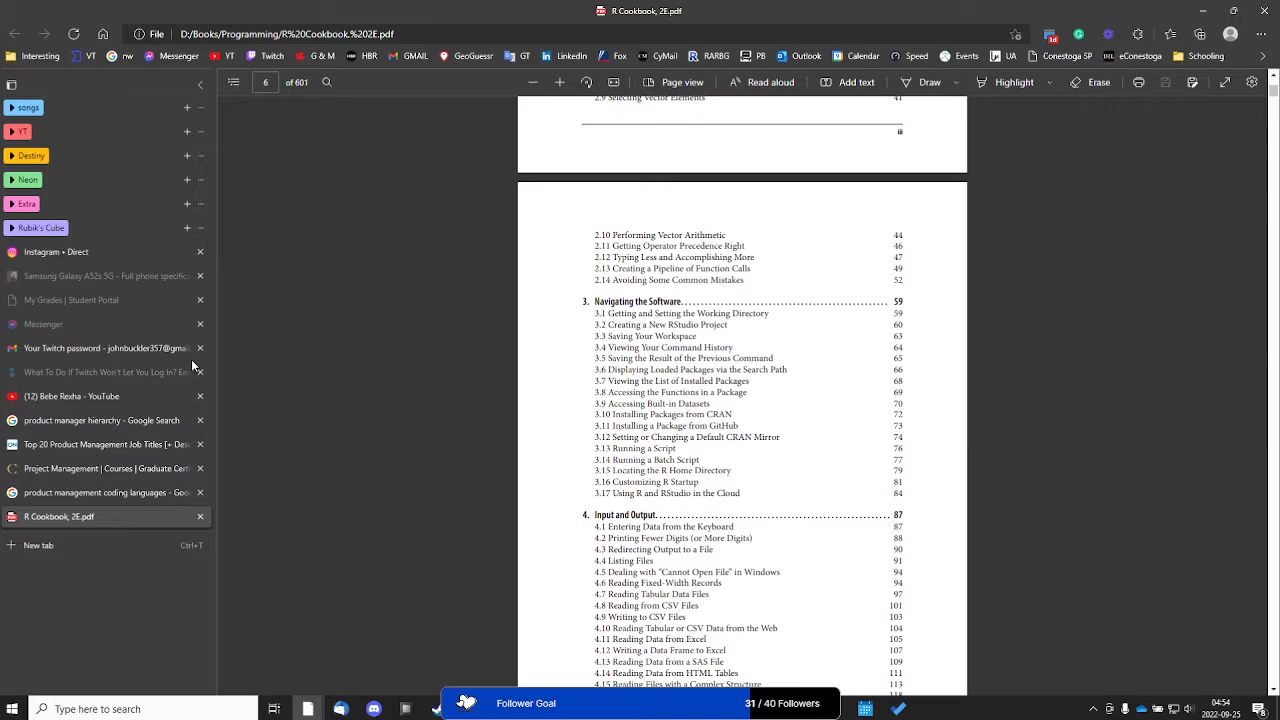 R Cookbook, 2E.pdf
File
D:/Books/Programming/R%20Cookbook,%202E.pdf
Interesting
VT
YT
nw
Messenger
YT
G
HBR
GMAIL
GeoGuessr
GT
LinkedIn
Fox
CyMail
RARBG
PB
Outlook
Speed
UA
Conestoga SP
Conestoga
Schooling
6
of 601
Page view
Read aloud
Add text
Draw
Highlight
Erase
songs
YT
Destiny
Neon
Extra
Rubik's Cube
Instagram • Direct
Samsung Galaxy A52s 5G - Full phone specific
My Grades | Student Portal
Messenger
Your Twitch password - johnbuckler357@gmai
What To Do If Twitch Won't Let You Log In? Ea
(12) Bebe Rexha - YouTube
product manager hierarchy - Google Search
Top 20 Product Management Job Titles [+ Des
Project Management | Courses | Graduate Cert
product management coding languages - Goo
R Cookbook, 2E.pdf
New tab
Ctrl+T
2.9 Selecting Vector Elements 41
iii
2.10 Performing Vector Arithmetic 44
2.11 Getting Operator Precedence Right 46
2.12 Typing Less and Accomplishing More 47
2.13 Creating a Pipeline of Function Calls 49
2.14 Avoiding Some Common Mistakes 52
3. Navigating the Software. . . . . . . . . . . . . . . . . . . . . . . . . . . . . . . . . . . . . . . . . . 59
3.1 Getting and Setting the Working Directory 59
3.2 Creating a New RStudio Project 60
3.3 Saving Your Workspace 63
3.4 Viewing Your Command History 64
3.5 Saving the Result of the Previous Command 65
3.6 Displaying Loaded Packages via the Search Path 66
3.7 Viewing the List of Installed Packages 68
3.8 Accessing the Functions in a Package 69
3.9 Accessing Built-in Datasets 70
3.10 Installing Packages from CRAN 72
3.11 Installing a Package from GitHub 73
3.12 Setting or Changing a Default CRAN Mirror 74
3.13 Running a Script 76
3.14 Running a Batch Script 77
3.15 Locating the R Home Directory 79
3.16 Customizing R Startup 81
3.17 Using R and RStudio in the Cloud 84
4. Input and Output. . . . . . . . . . . . . . . . . . . . . . . . . . . . . . . . . . . . . . . . . . . . . . . . 87
4.1 Entering Data from the Keyboard 87
4.2 Printing Fewer Digits (or More Digits) 88
4.3 Redirecting Output to a File 90
4.4 Listing Files 91
4.5 Dealing with “Cannot Open File” in Windows 94
4.6 Reading Fixed-Width Records 94
4.7 Reading Tabular Data Files 97
4.8 Reading from CSV Files 101
4.9 Writing to CSV Files 103
4.10 Reading Tabular or CSV Data from the Web 104
4.11 Reading Data from Excel 105
4.12 Writing a Data Frame to Excel 107
4.13 Reading Data from a SAS File 109
4.14 Reading Data from HTML Tables 111
4.15 Reading Files with a Complex Structure 113
118
Type here to search
Follower Goal
31 / 40 Followers
04:54
2022-09-25